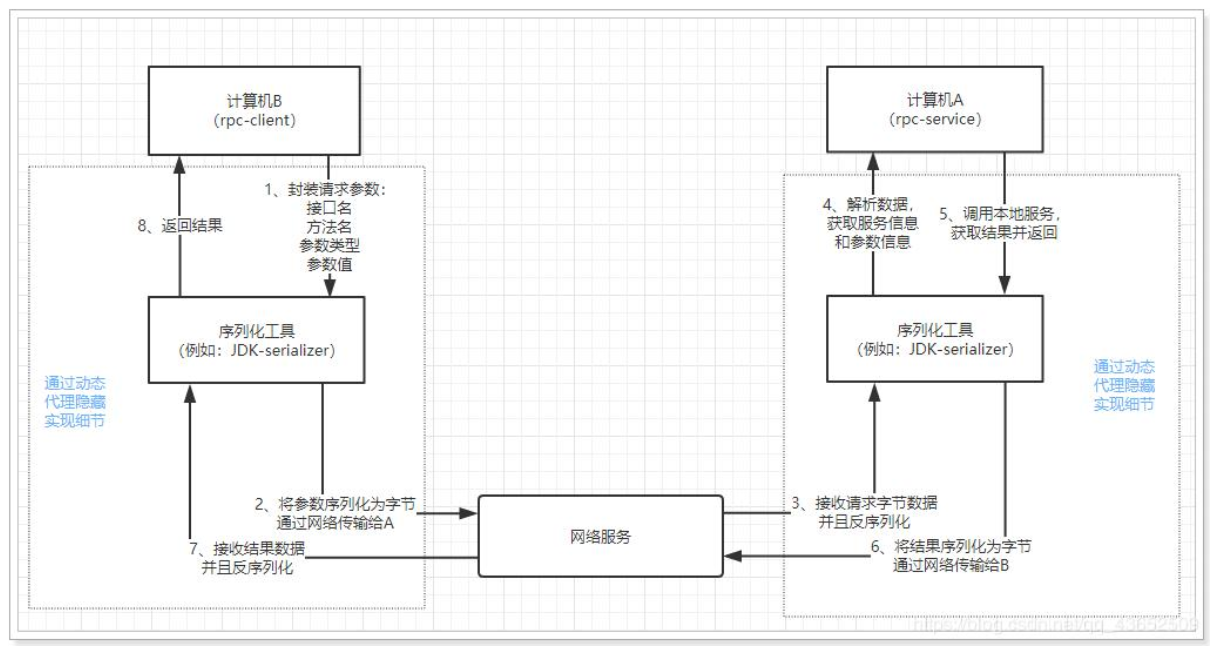 计算机B
（rpc-client）
计算机A
（rpc-service）
1、封装请求参数：
接口名
方法名
参数类型
参数值
8、返回结果
4、解析数据，
获取服务信息
和参数信息
5、调用本地服务，
获取结果并返回
序列化工具
（例如：JDK-serializer）
序列化工具
（例如：JDK-serializer）
通过动态
代理隐藏
实现细节
通过动态
代理隐藏
实现细节
2、将参数序列化为字节
通过网络传输给A
网络服务
3、接收请求字节数据
并且反序列化
7、接收结果数据
并且反序列化
6、将结果序列化为字节
通过网络传输给B
https://blog.csdn.net/qq_43652509